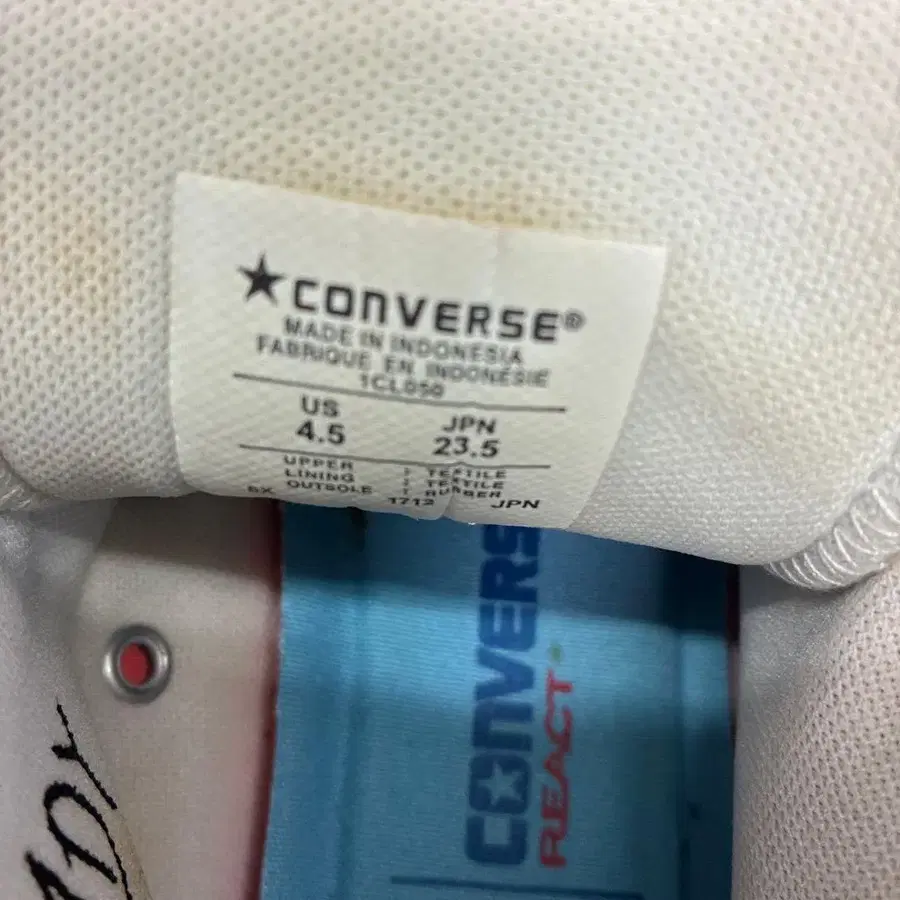 ★CONVERSE®
MADE IN INDONESIA
FABRIQUE EN INDONESIE
1CL050
US JPN
4.5 23.5
UPPER : TEXTILE
LINING : TEXTILE
OUTSOLE : RUBBER
6X 1712 JPN
CONVERSE
REACT